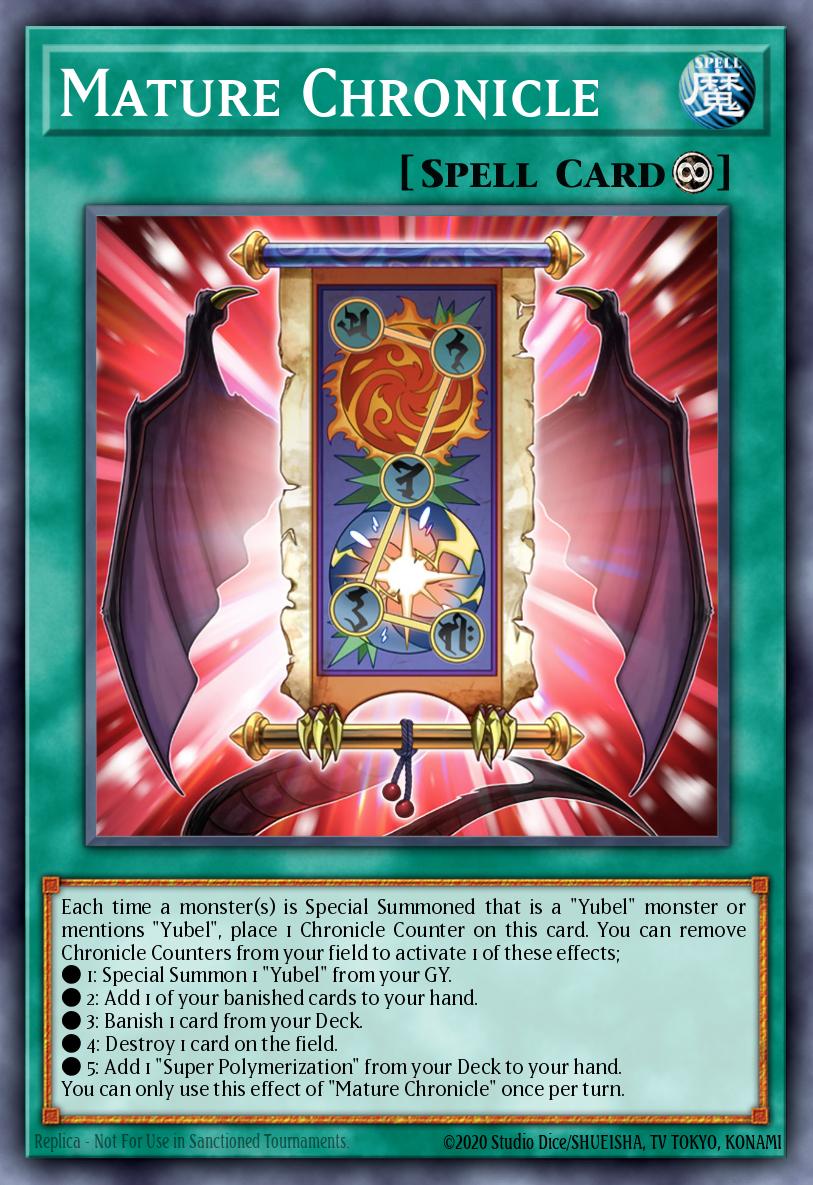 Mature Chronicle
SPELL
魔
[Spell Card]
Each time a monster(s) is Special Summoned that is a "Yubel" monster or
mentions "Yubel", place 1 Chronicle Counter on this card. You can remove
Chronicle Counters from your field to activate 1 of these effects;
● 1: Special Summon 1 "Yubel" from your GY.
● 2: Add 1 of your banished cards to your hand.
● 3: Banish 1 card from your Deck.
● 4: Destroy 1 card on the field.
● 5: Add 1 "Super Polymerization" from your Deck to your hand.
You can only use this effect of "Mature Chronicle" once per turn.
Replica - Not For Use in Sanctioned Tournaments.
©2020 Studio Dice/SHUEISHA, TV TOKYO, KONAMI